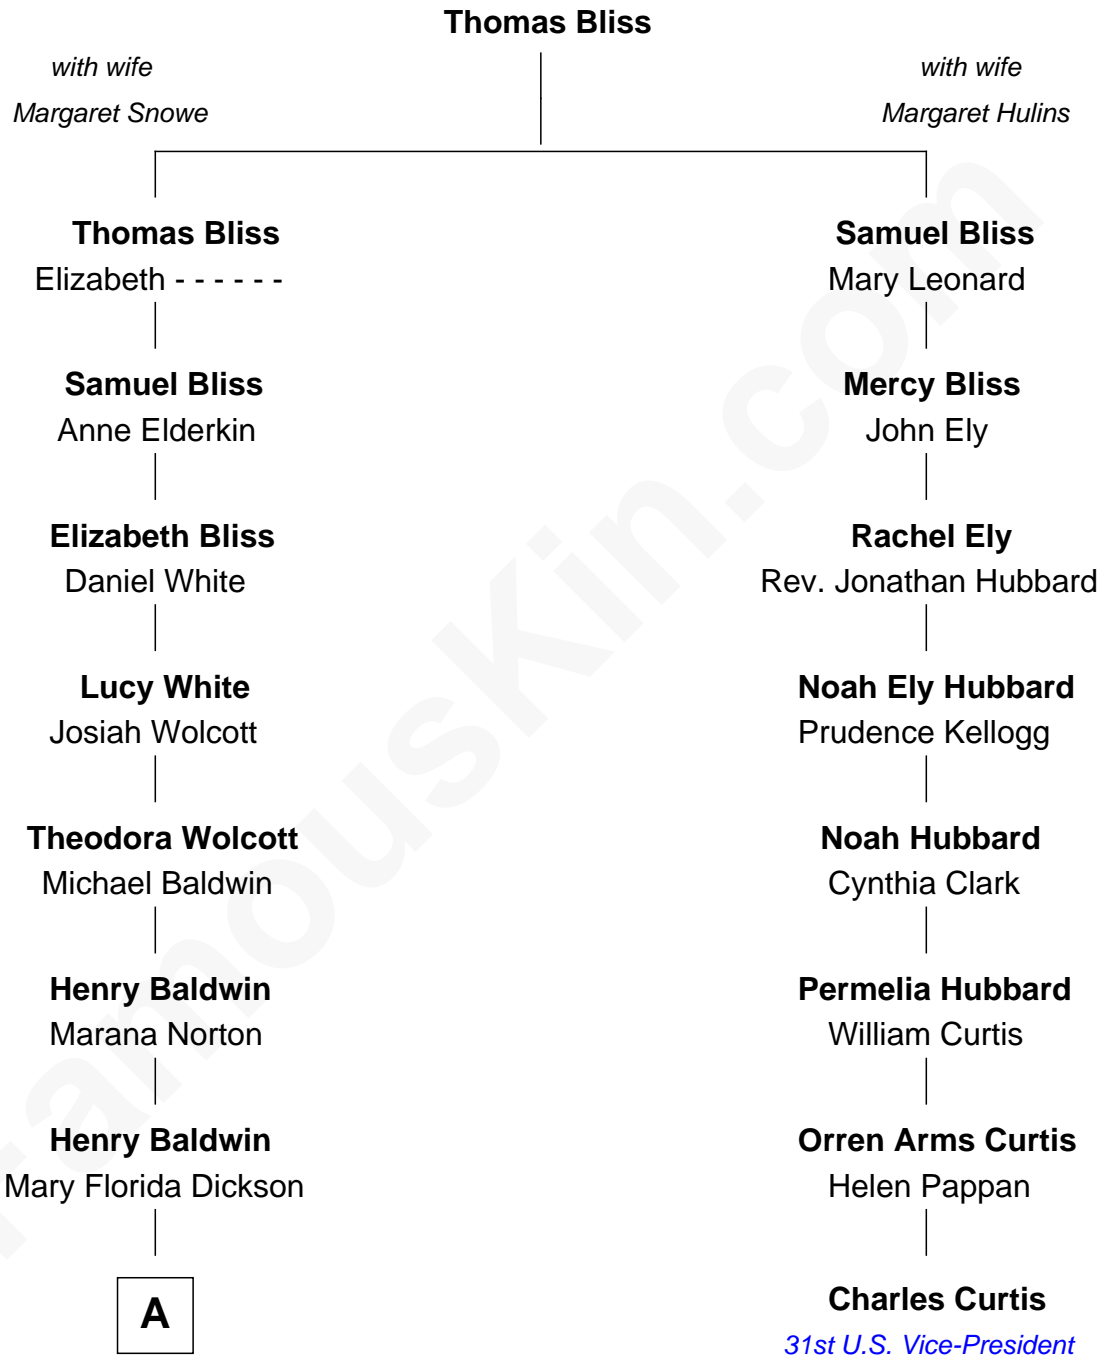 Thomas Bliss
with wife
Margaret Snowe
with wife
Margaret Hulins
Thomas Bliss
Elizabeth - - - - - -
Samuel Bliss
Mary Leonard
Samuel Bliss
Anne Elderkin
Mercy Bliss
John Ely
Elizabeth Bliss
Daniel White
Rachel Ely
Rev. Jonathan Hubbard
Lucy White
Josiah Wolcott
Noah Ely Hubbard
Prudence Kellogg
Theodora Wolcott
Michael Baldwin
Noah Hubbard
Cynthia Clark
Henry Baldwin
Marana Norton
Permelia Hubbard
William Curtis
Henry Baldwin
Mary Florida Dickson
Orren Arms Curtis
Helen Pappan
A
Charles Curtis
31st U.S. Vice-President
FamousKin.com